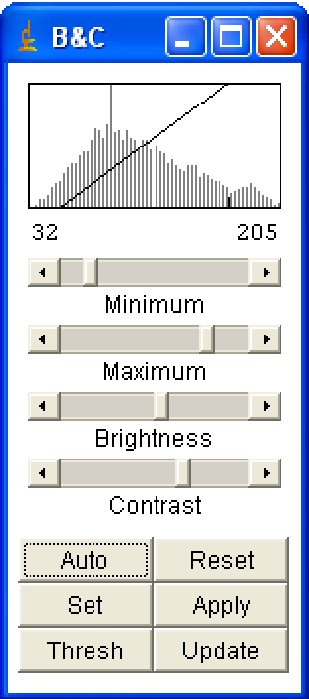 B&C
32 205
Minimum
Maximum
Brightness
Contrast
Auto Reset
Set Apply
Thresh Update